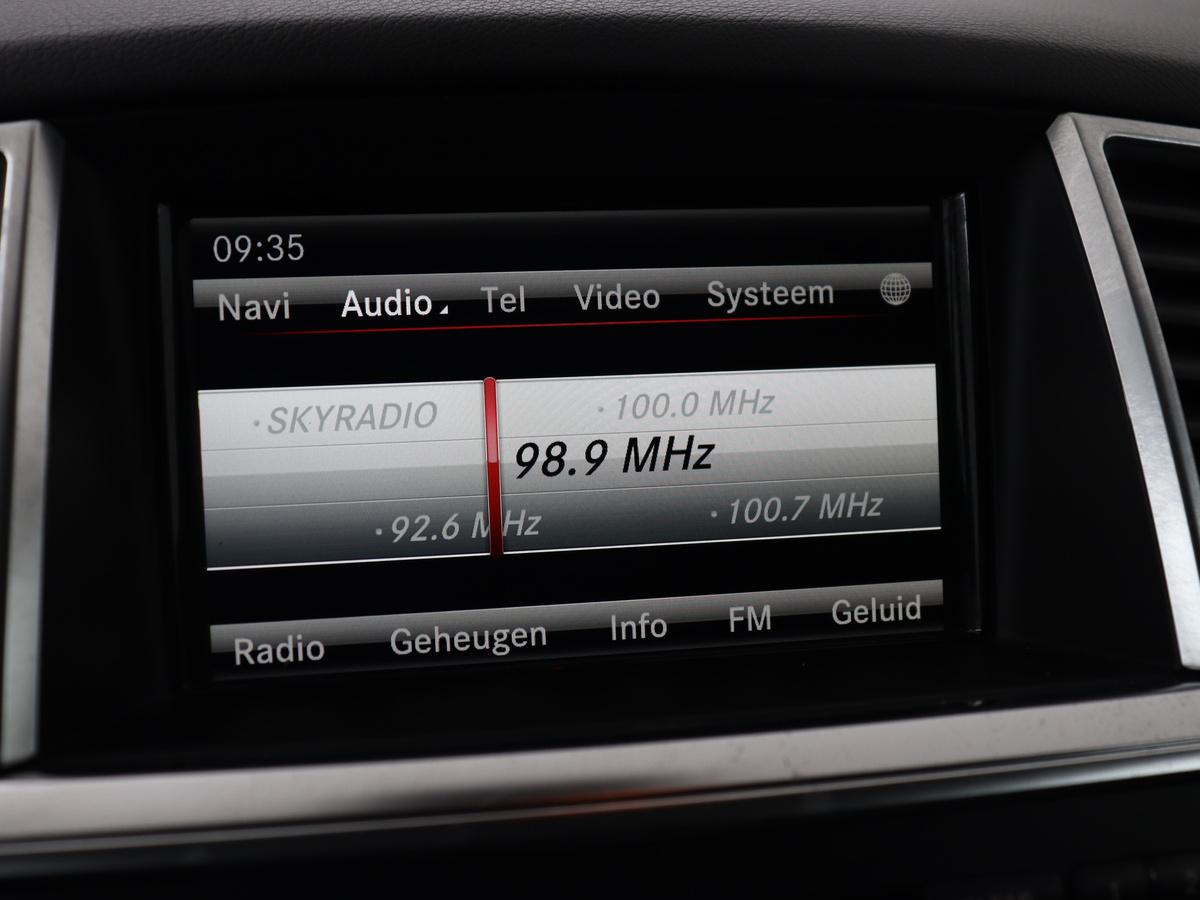 09:35
Navi Audio Tel Video Systeem
SKYRADIO 100.0 MHz
98.9 MHz
92.6 MHz 100.7 MHz
Radio Geheugen Info FM Geluid